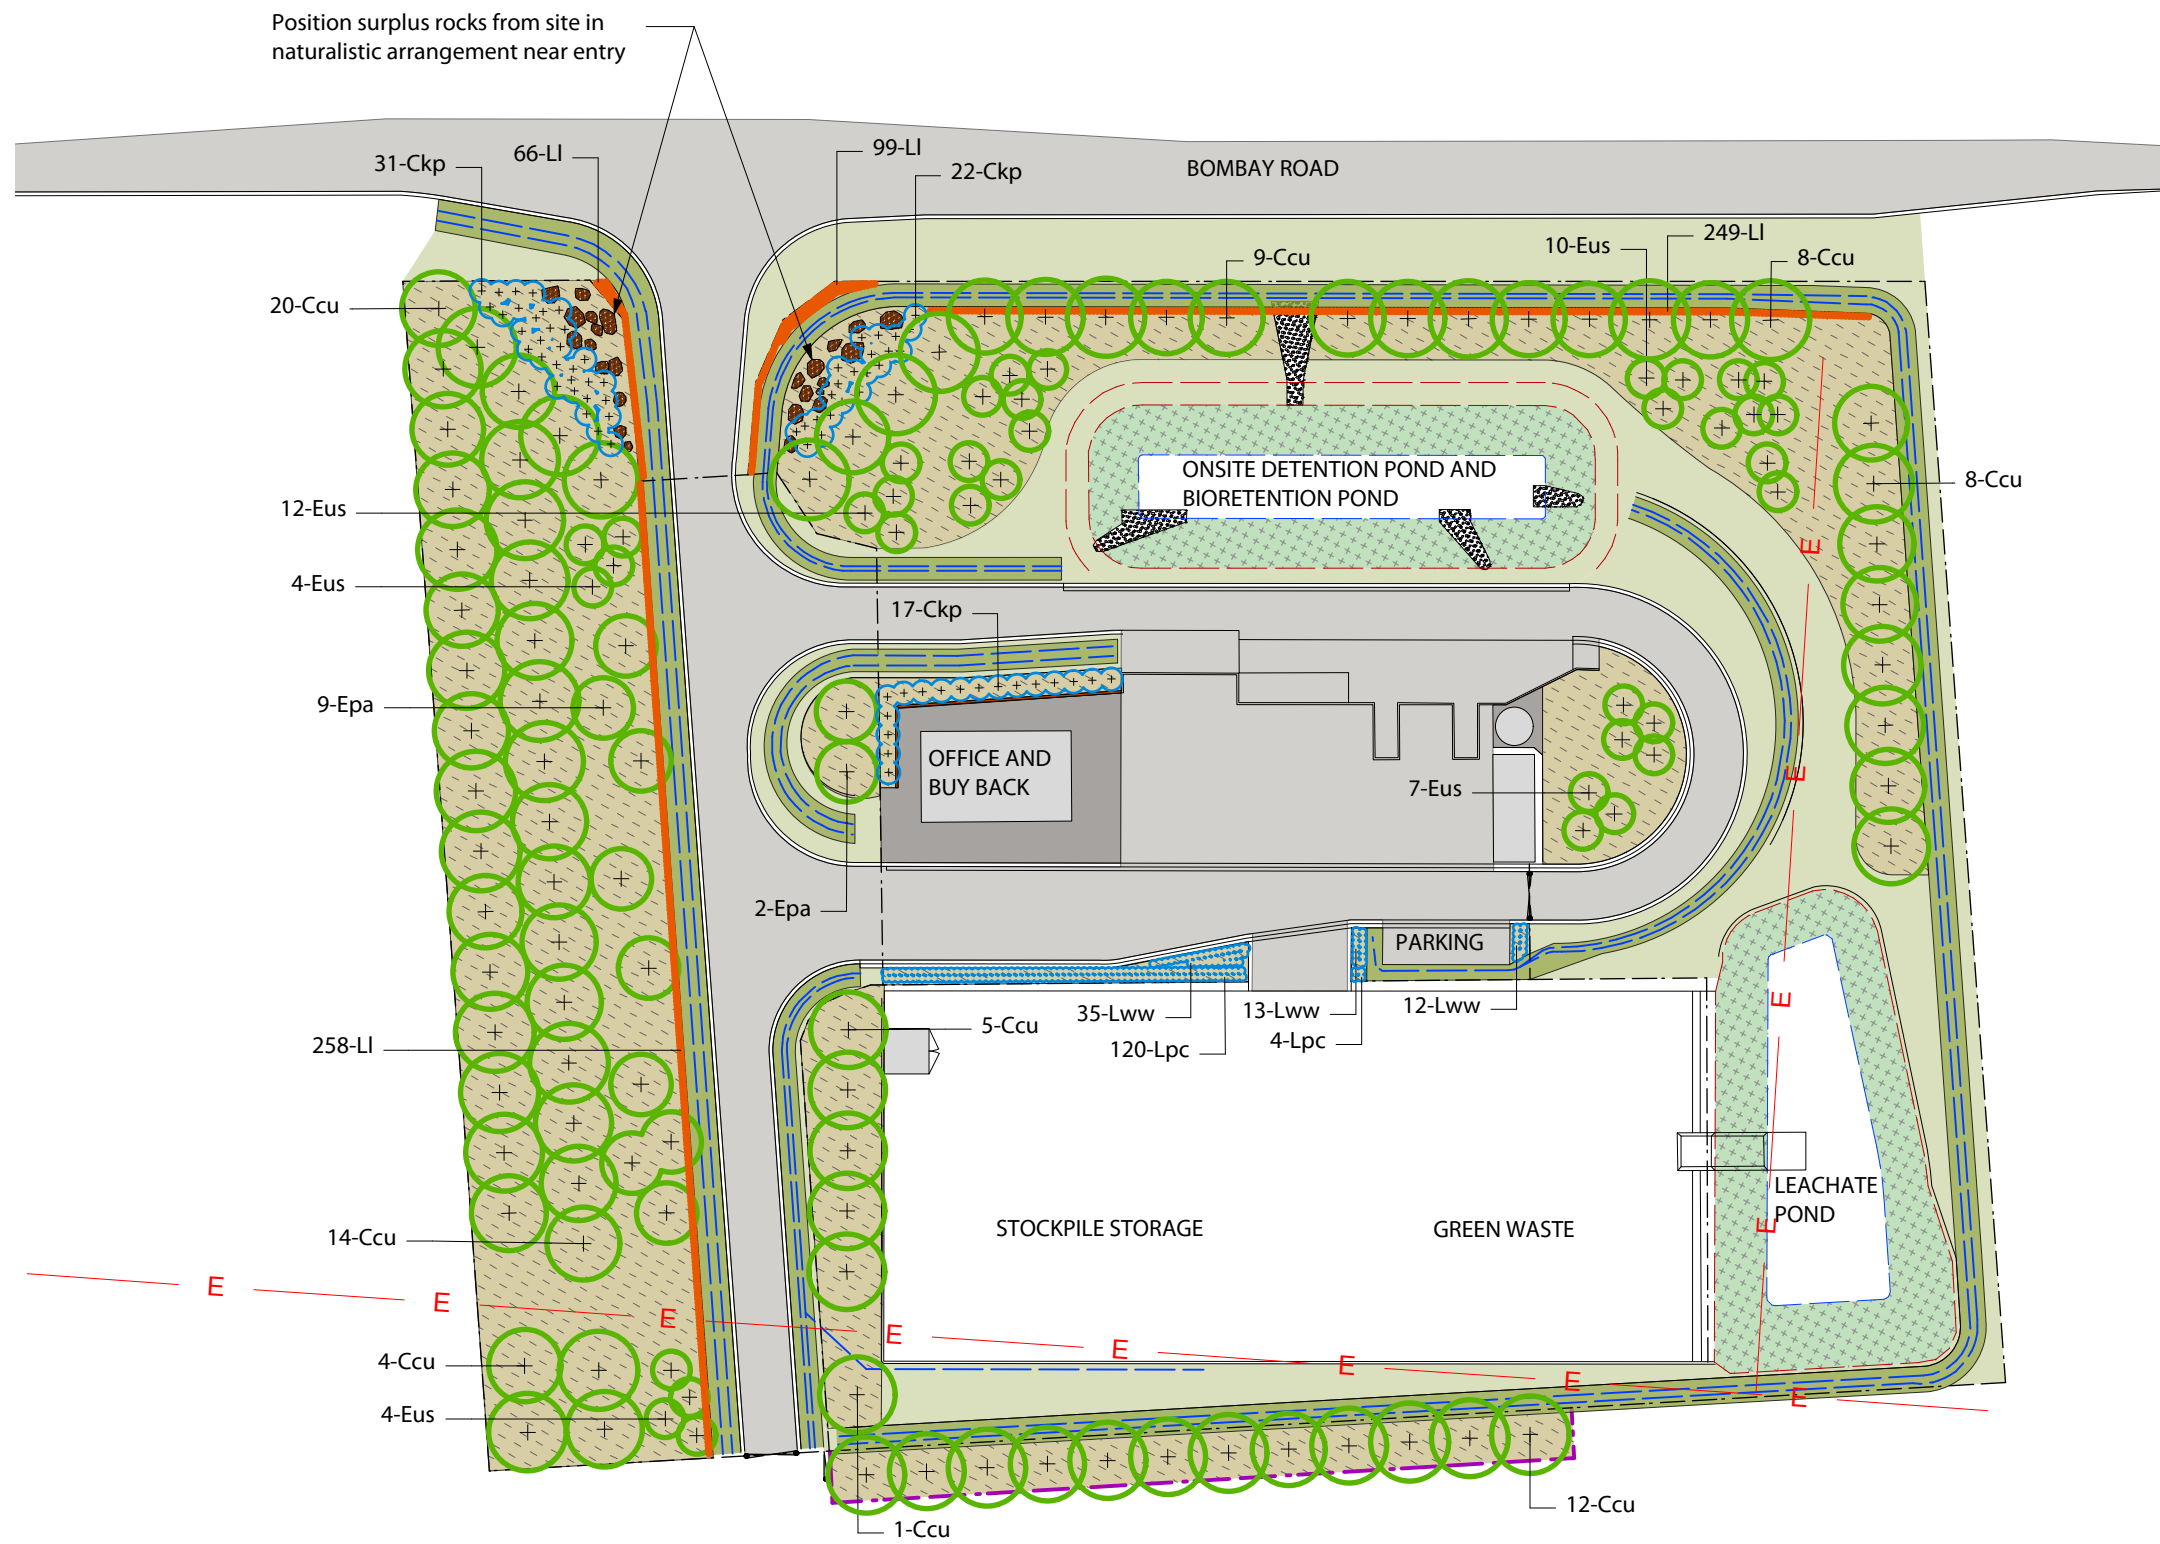 Position surplus rocks from site in
naturalistic arrangement near entry
31-Ckp
66-Ll
99-Ll
22-Ckp
BOMBAY ROAD
249-Ll
10-Eus
9-Ccu
8-Ccu
20-Ccu
ONSITE DETENTION POND AND
BIORETENTION POND
8-Ccu
12-Eus
E
4-Eus
17-Ckp
9-Epa
OFFICE AND
BUY BACK
E
7-Eus
2-Epa
PARKING
E
35-Lww
13-Lww
12-Lww
5-Ccu
258-Ll
120-Lpc
4-Lpc
LEACHATE
POND
E
STOCKPILE STORAGE
GREEN WASTE
14-Ccu
E
E
E
E
E
E
E
E
4-Ccu
4-Eus
12-Ccu
1-Ccu